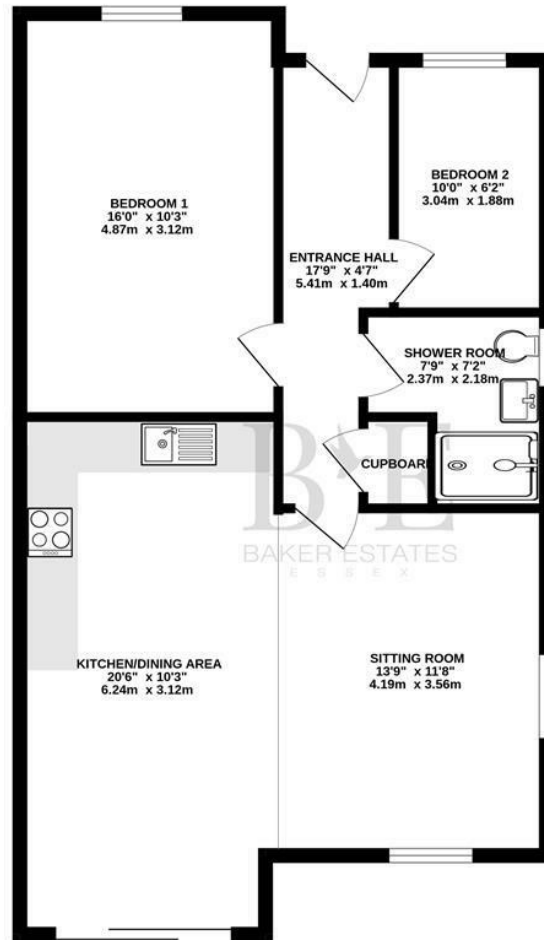 BEDROOM 1
16'0" x 10'3"
4.87m x 3.12m
BEDROOM 2
10'0" x 6'2"
3.04m x 1.88m
ENTRANCE HALL
17'9" x 4'7"
5.41m x 1.40m
SHOWER ROOM
7'9" x 7'2"
2.37m x 2.18m
CUPBOARD
B E
BAKER ESTATES
ESSEX
KITCHEN/DINING AREA
20'6" x 10'3"
6.24m x 3.12m
SITTING ROOM
13'9" x 11'8"
4.19m x 3.56m